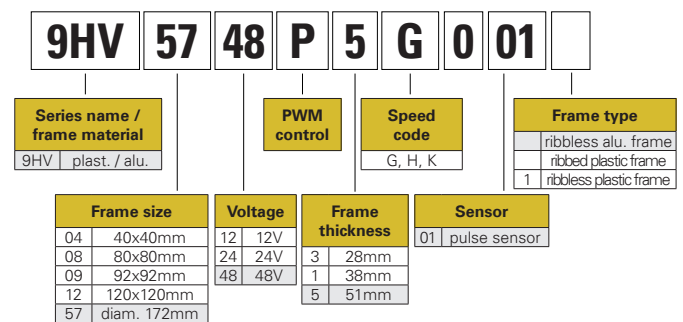 9HV 57 48 P 5 G 0 01
Series name /
frame material
9HV plast. / alu.
PWM
control
Speed
code
G, H, K
Frame type
ribbless alu. frame
ribbed plastic frame
1 ribbless plastic frame
Frame size
04 40x40mm
08 80x80mm
09 92x92mm
12 120x120mm
57 diam. 172mm
Voltage
12 12V
24 24V
48 48V
Frame
thickness
3 28mm
1 38mm
5 51mm
Sensor
01 pulse sensor